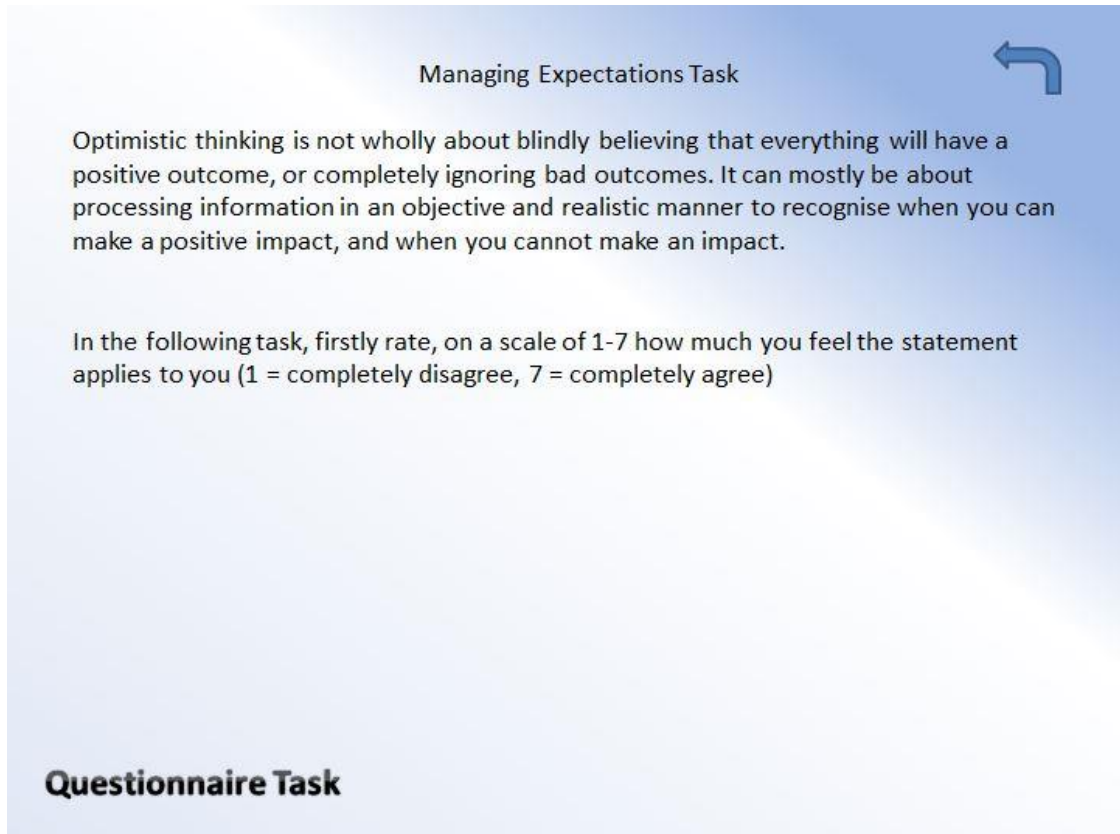 Managing Expectations Task
Optimistic thinking is not wholly about blindly believing that everything will have a
positive outcome, or completely ignoring bad outcomes. It can mostly be about
processing information in an objective and realistic manner to recognise when you can
make a positive impact, and when you cannot make an impact.
In the following task, firstly rate, on a scale of 1-7 how much you feel the statement
applies to you (1 = completely disagree, 7 = completely agree)
Questionnaire Task